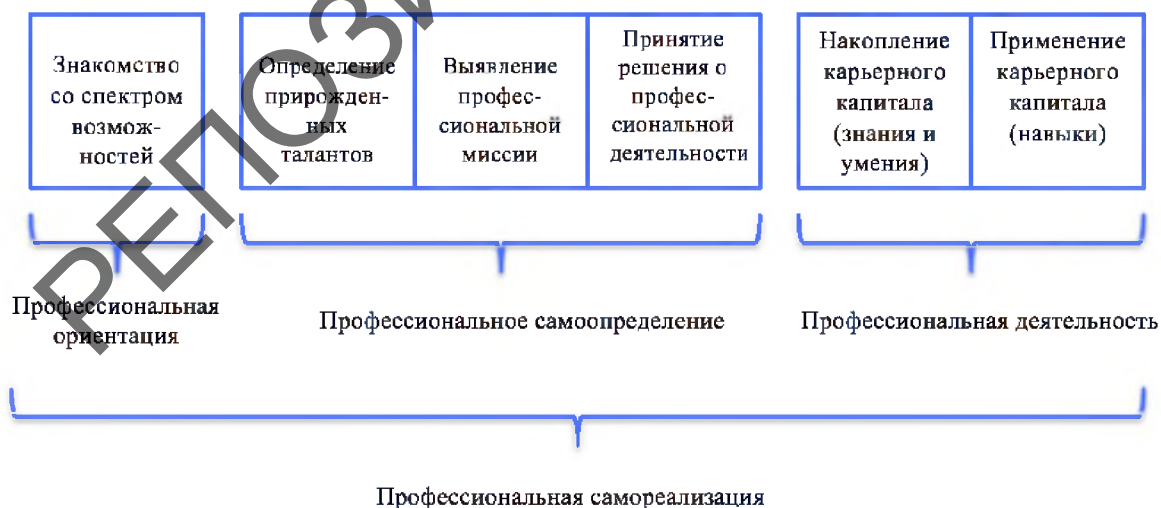 Знакомство
со спектром
возмож-
ностей
Определение
прирожден-
ных
талантов
Выявление
профес-
сиональной
миссии
Принятие
решения о
профес-
сиональной
деятельности
Накопление
карьерного
капитала
(знания и
умения)
Применение
карьерного
капитала
(навыки)
Профессиональная
ориентация
Профессиональное самоопределение
Профессиональная деятельность
Профессиональная самореализация